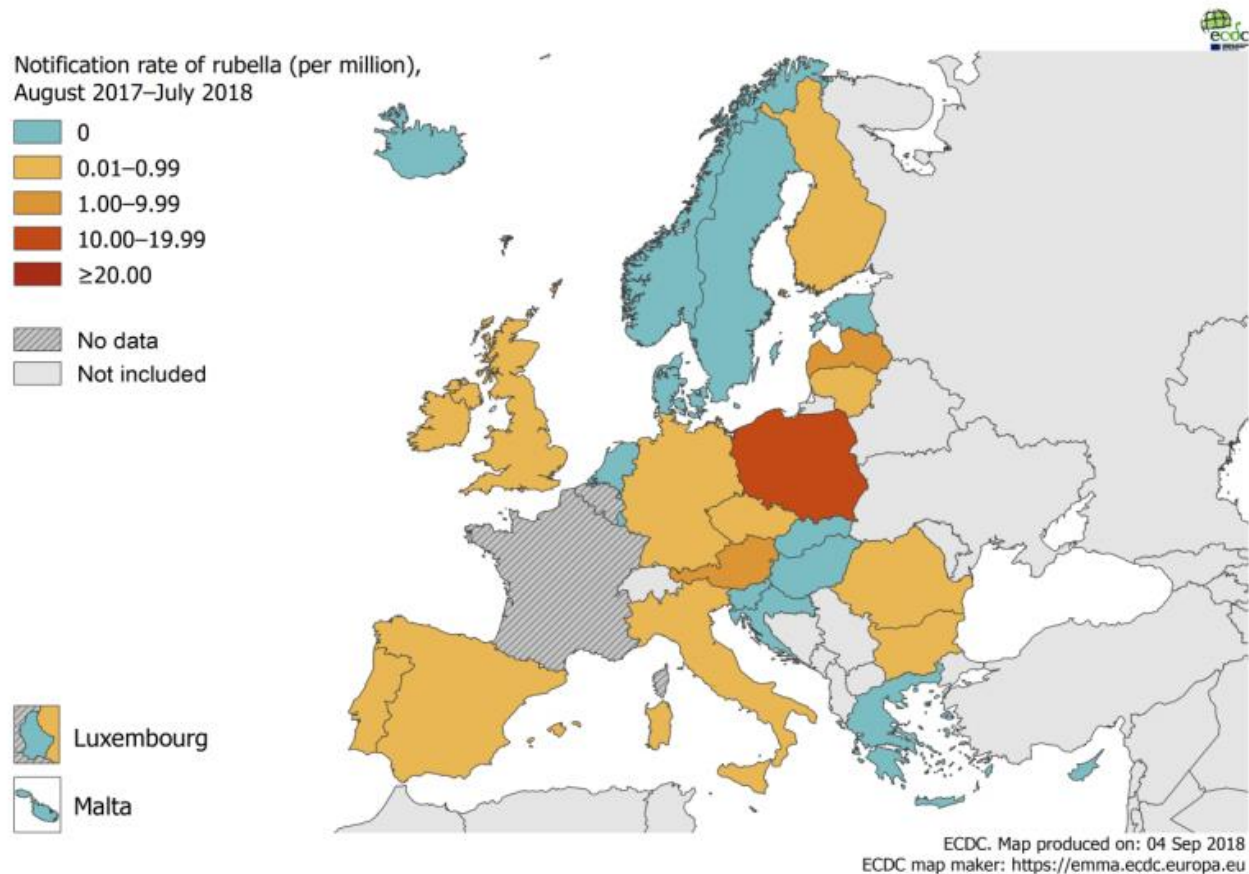 ecdc
Notification rate of rubella (per million),
August 2017–July 2018
0
0.01–0.99
1.00–9.99
10.00–19.99
≥20.00
No data
Not included
Luxembourg
Malta
ECDC. Map produced on: 04 Sep 2018
ECDC map maker: https://emma.ecdc.europa.eu